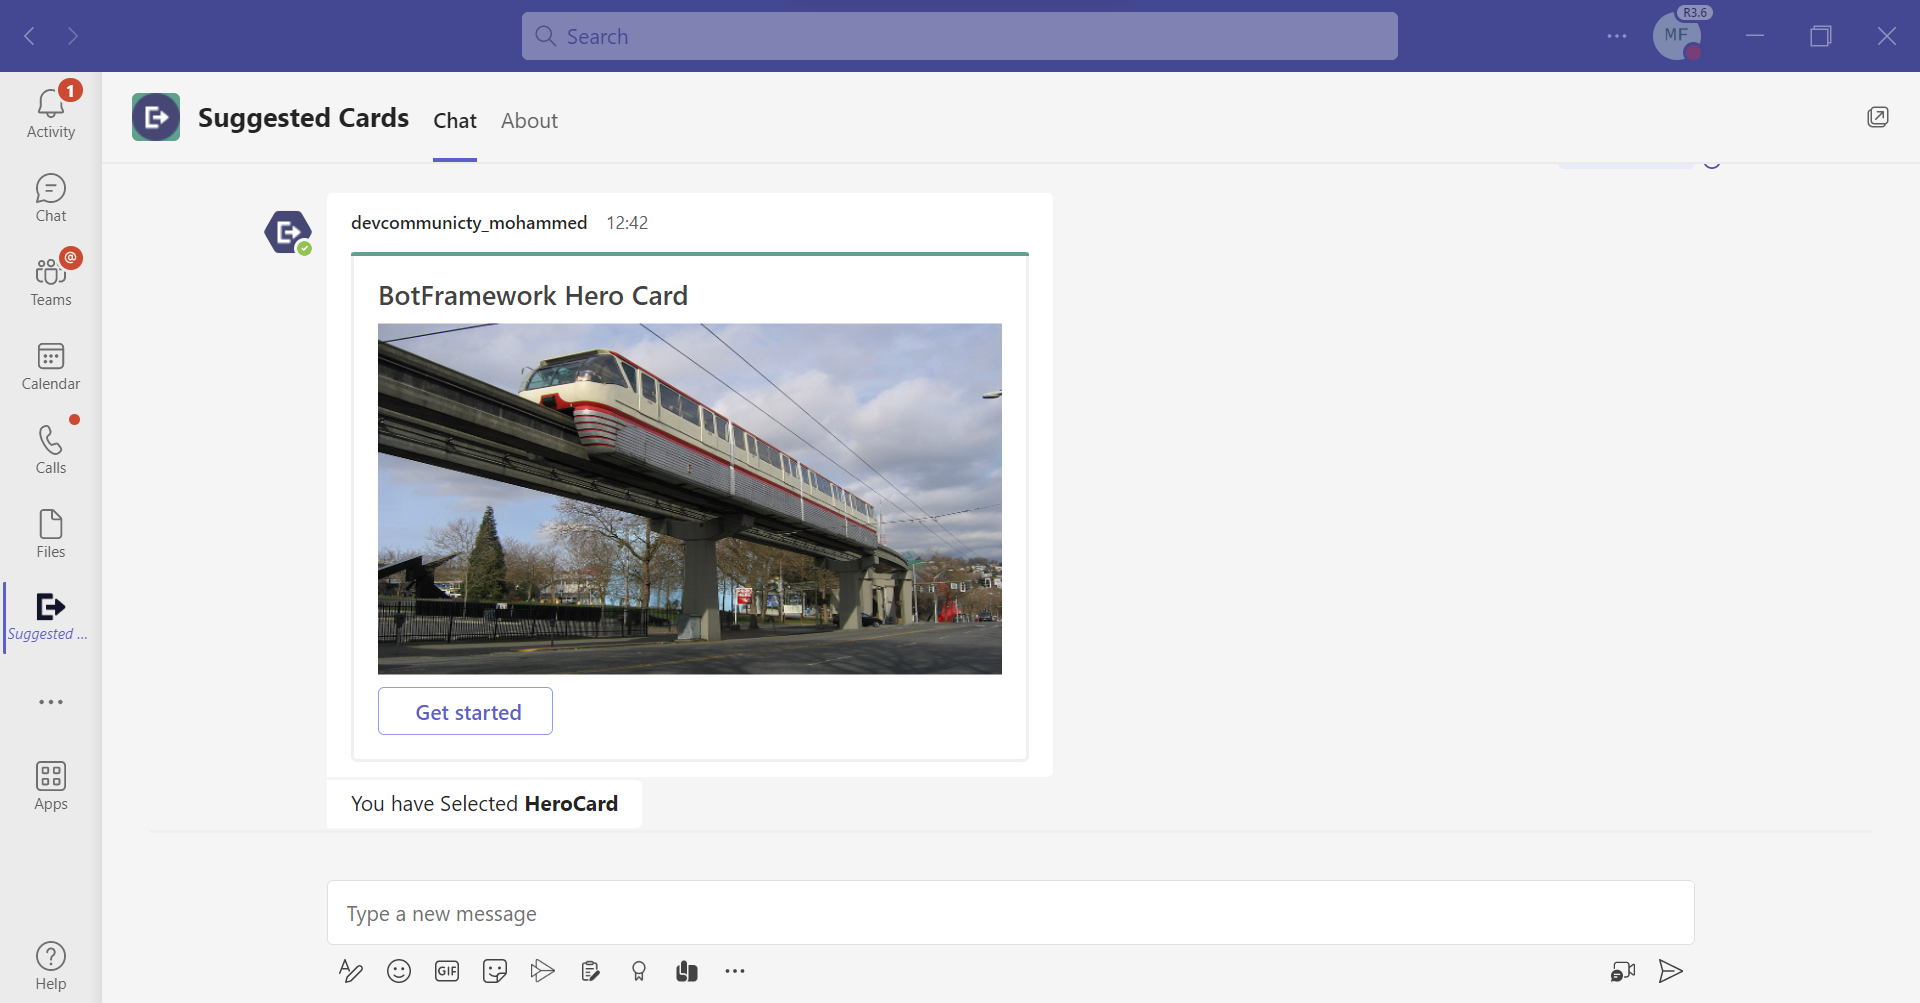 Search
R3.6
MF
1
Activity
Chat
@
Teams
Calendar
Calls
Files
Suggested ...
Apps
Help
Suggested Cards
Chat
About
devcommunicty_mohammed 12:42
BotFramework Hero Card
Get started
You have Selected HeroCard
Type a new message
GIF